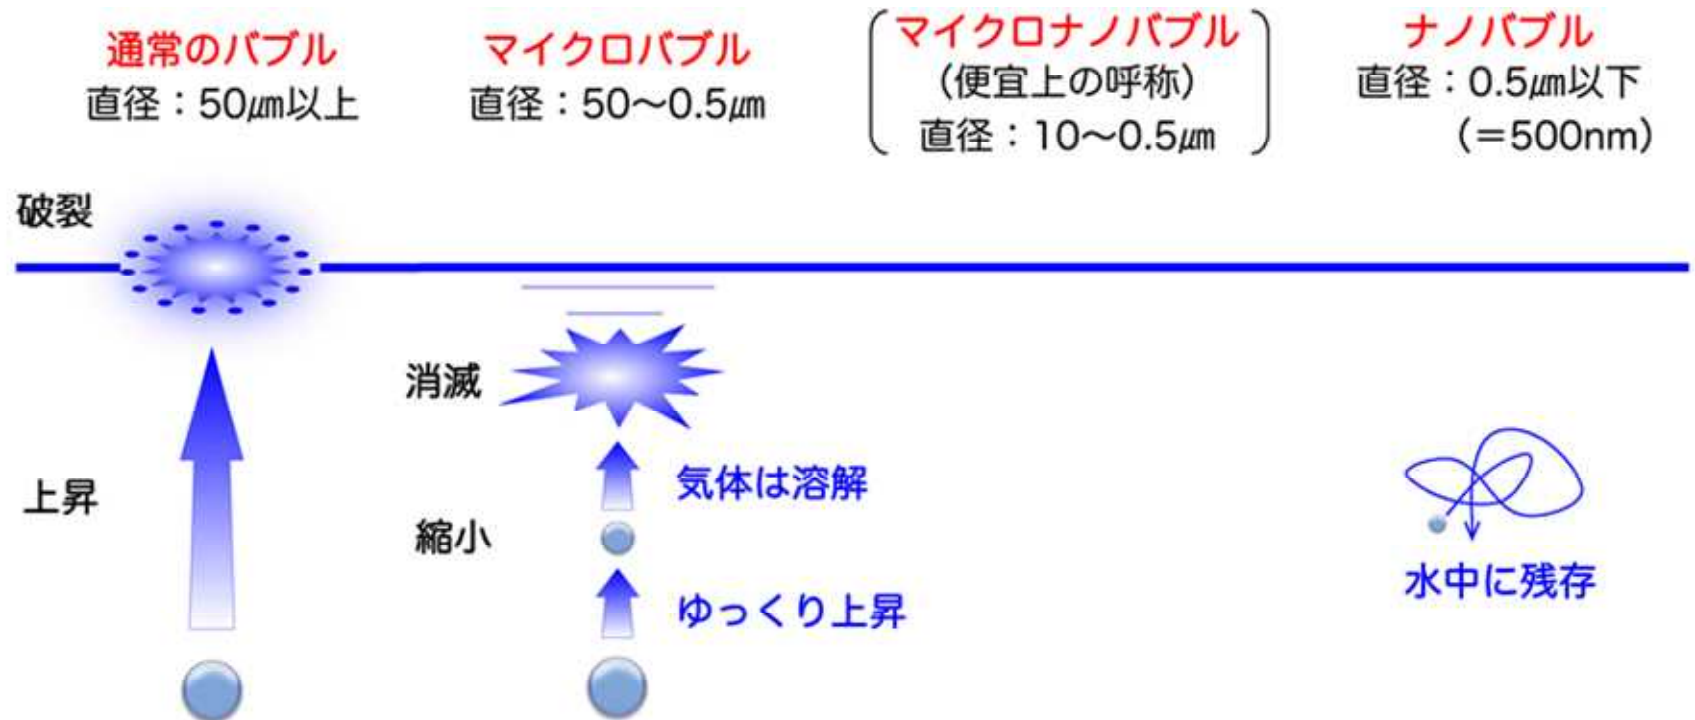 通常のバブル
直径：50㎛以上
マイクロバブル
直径：50〜0.5㎛
マイクロナノバブル
（便宜上の呼称）
直径：10〜0.5㎛
ナノバブル
直径：0.5㎛以下
（＝500nm）
破裂
上昇
消滅
気体は溶解
縮小
ゆっくり上昇
水中に残存